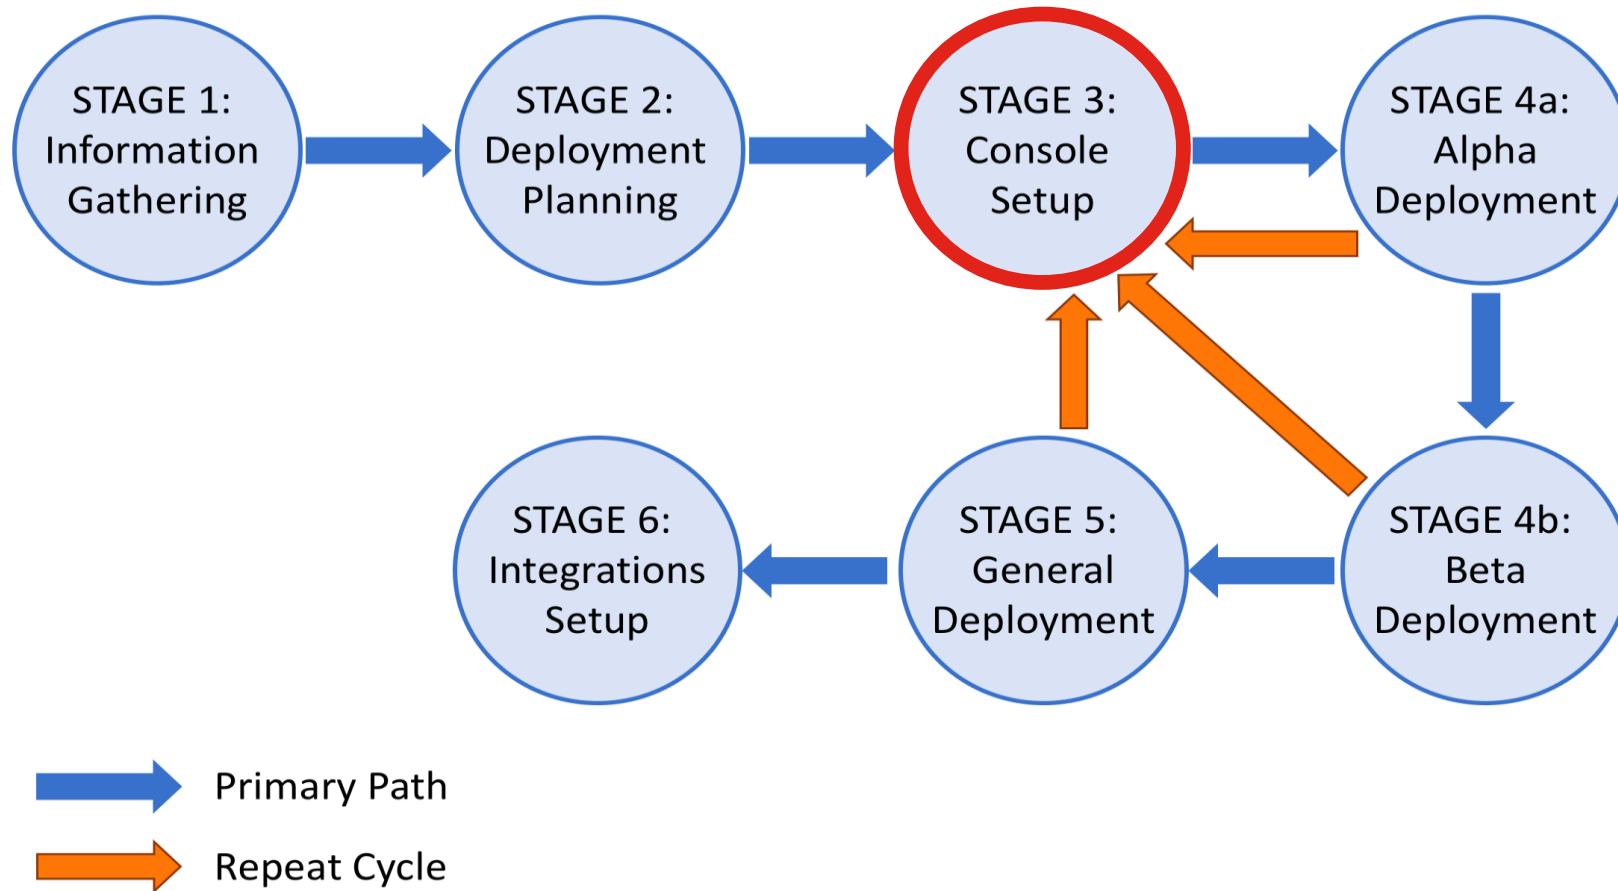 STAGE 1:
Information
Gathering
STAGE 2:
Deployment
Planning
STAGE 3:
Console
Setup
STAGE 4a:
Alpha
Deployment
STAGE 6:
Integrations
Setup
STAGE 5:
General
Deployment
STAGE 4b:
Beta
Deployment
Primary Path
Repeat Cycle